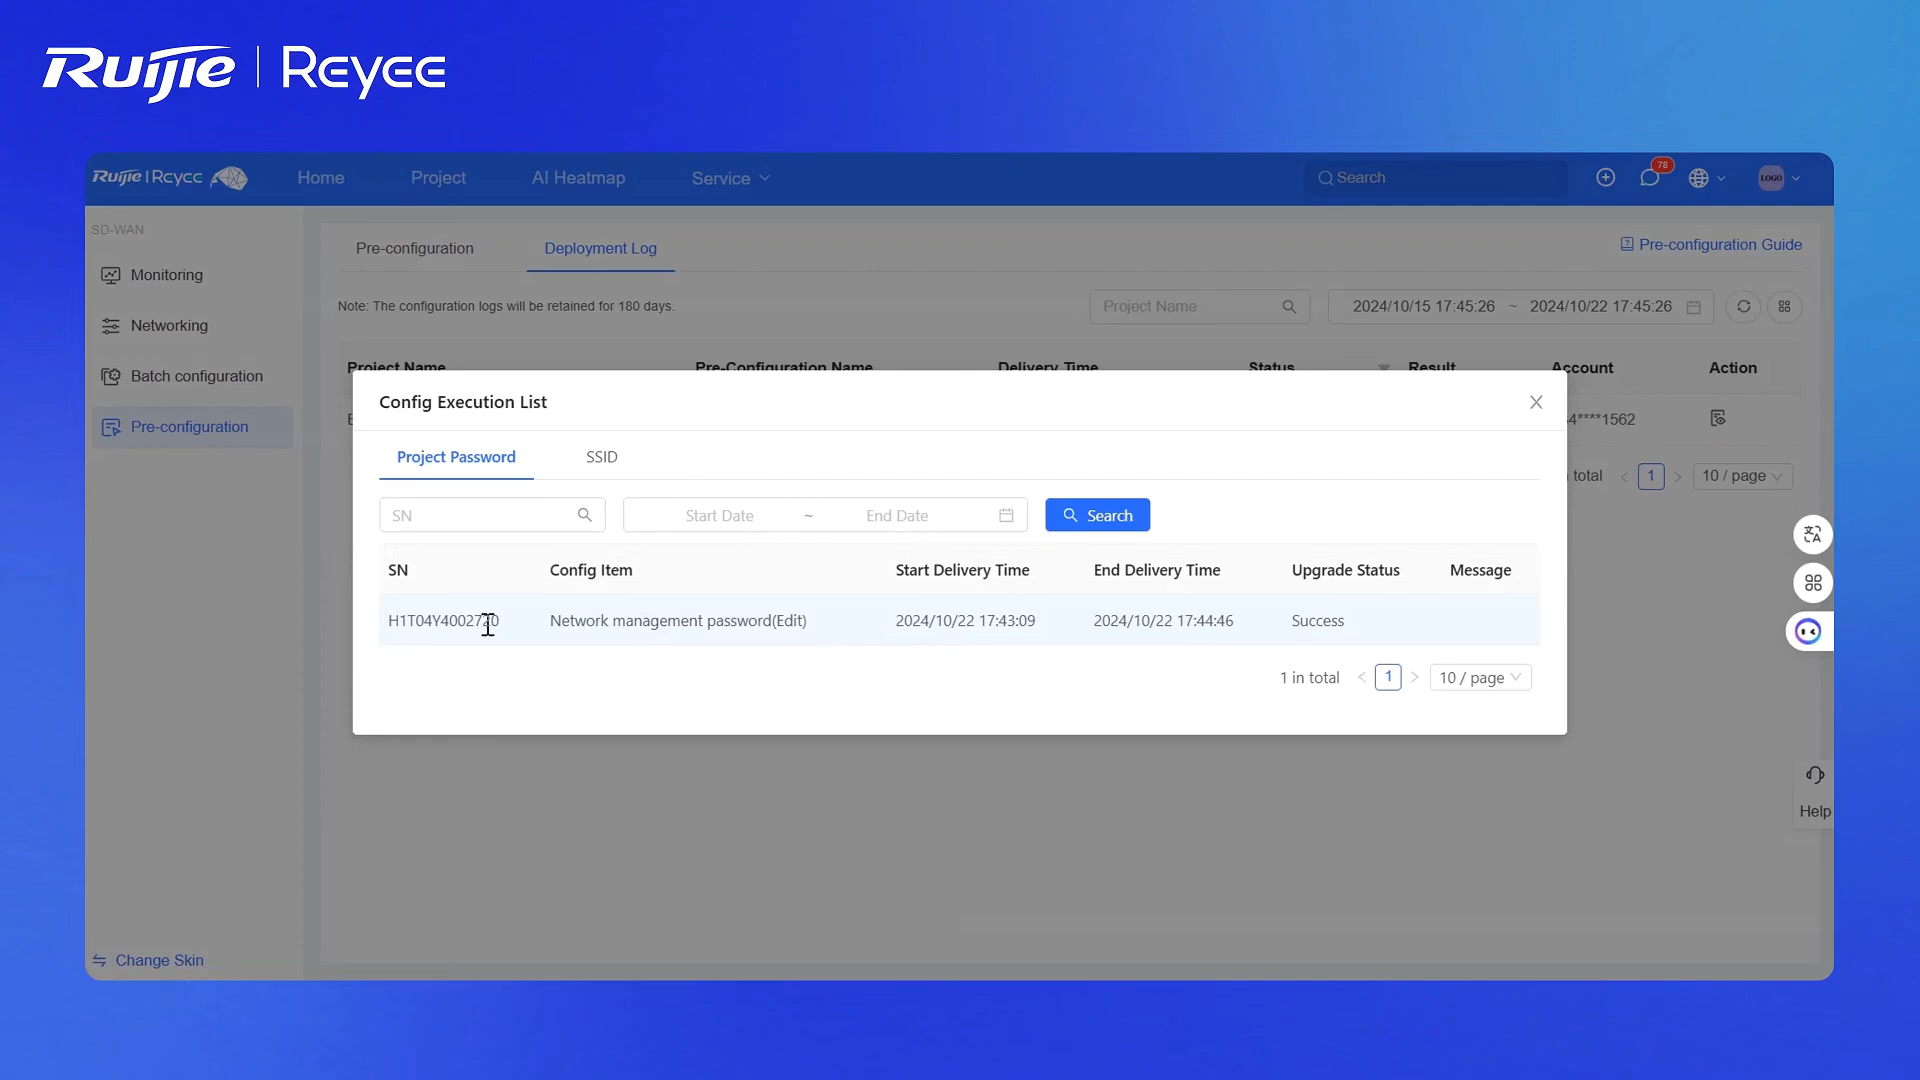 Ruijie | Reyee
Ruijie | Reyee
Home
Project
AI Heatmap
Service
Search
78
LOGO
SD-WAN
Monitoring
Networking
Batch configuration
Pre-configuration
Change Skin
Pre-configuration
Deployment Log
Pre-configuration Guide
Note: The configuration logs will be retained for 180 days.
Project Name
2024/10/15 17:45:26 ~ 2024/10/22 17:45:26
Project Name Pre-Configuration Name Delivery Time Status Result Account Action
4****1562
total < 1 > 10 / page
Config Execution List
Project Password
SSID
SN
Start Date ~ End Date
Search
SN Config Item Start Delivery Time End Delivery Time Upgrade Status Message
H1T04Y4002720 Network management password(Edit) 2024/10/22 17:43:09 2024/10/22 17:44:46 Success
1 in total < 1 > 10 / page
Help